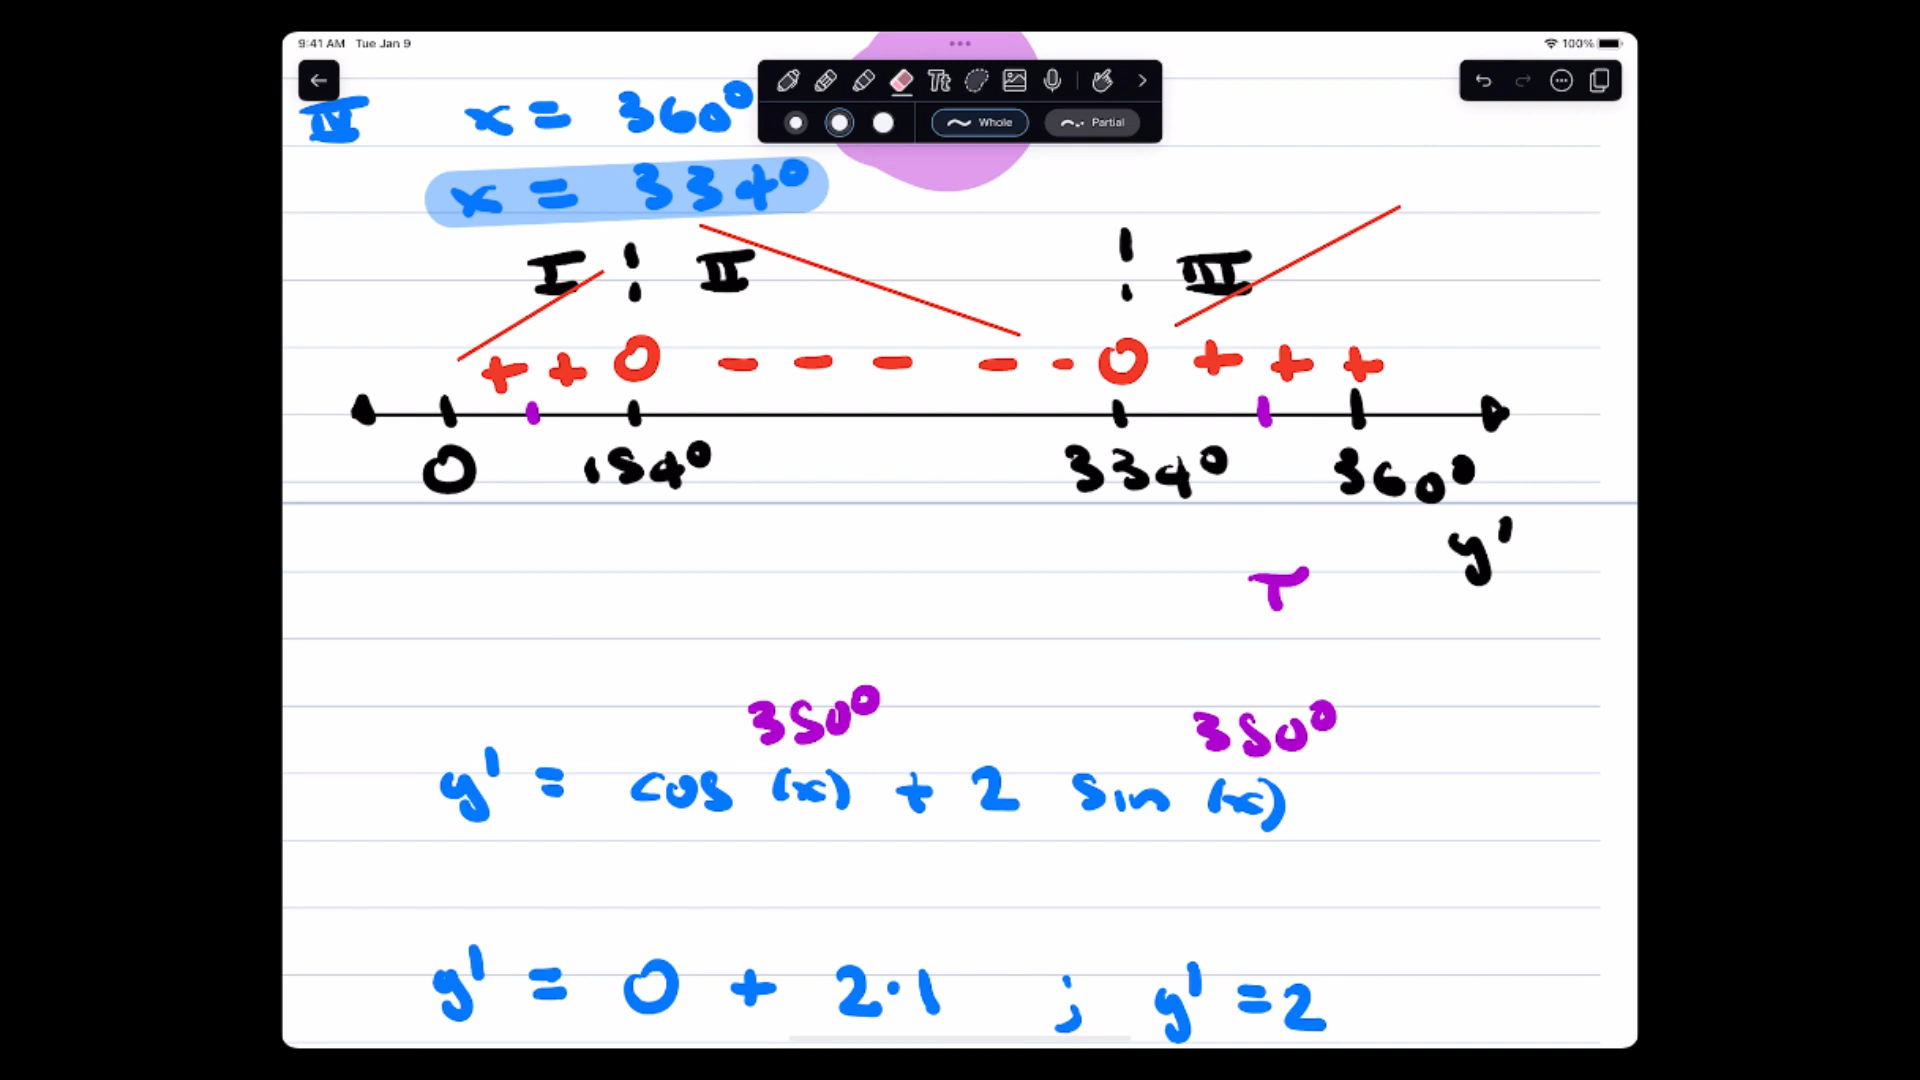 9:41 AM Tue Jan 9
100%
Tt
Whole Partial
IV x = 360°
x = 334°
I II III
+ + 0 - - - - - 0 + + +
0 154° 334° 360°
y'
350° 350°
y' = cos (x) + 2 sin (x)
y' = 0 + 2·1 ; y' = 2